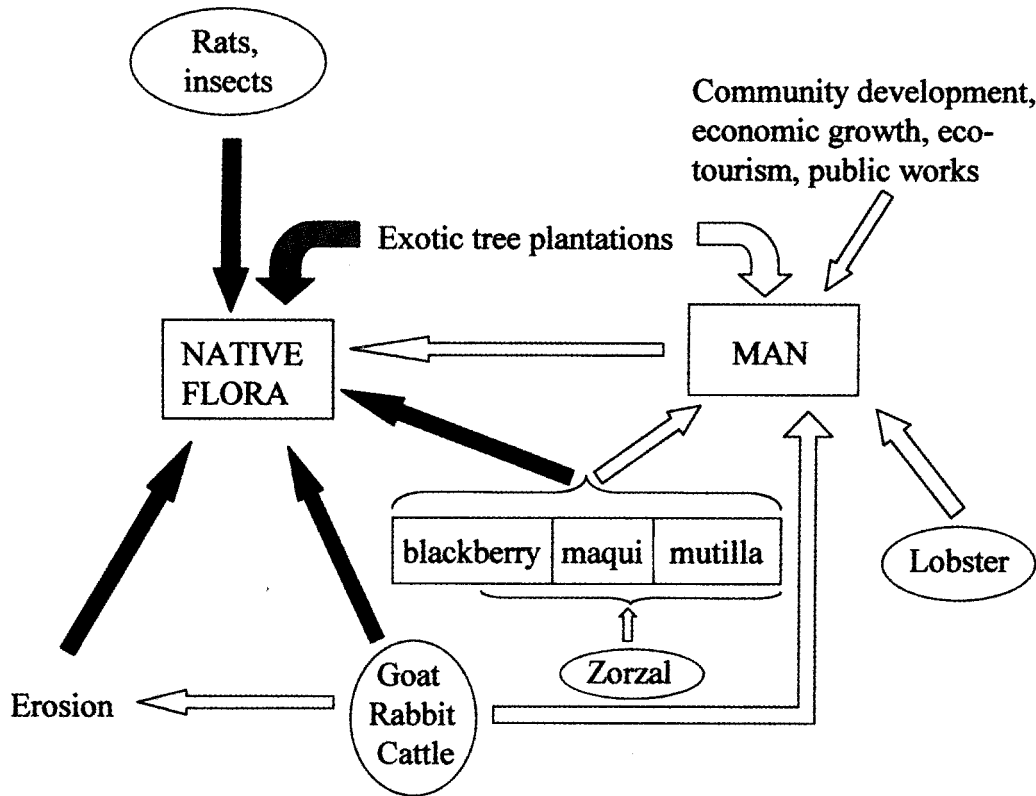 Rats,
insects
Community development,
economic growth, eco-
tourism, public works
Exotic tree plantations
NATIVE
FLORA
MAN
blackberry
maqui
mutilla
Lobster
Zorzal
Erosion
Goat
Rabbit
Cattle